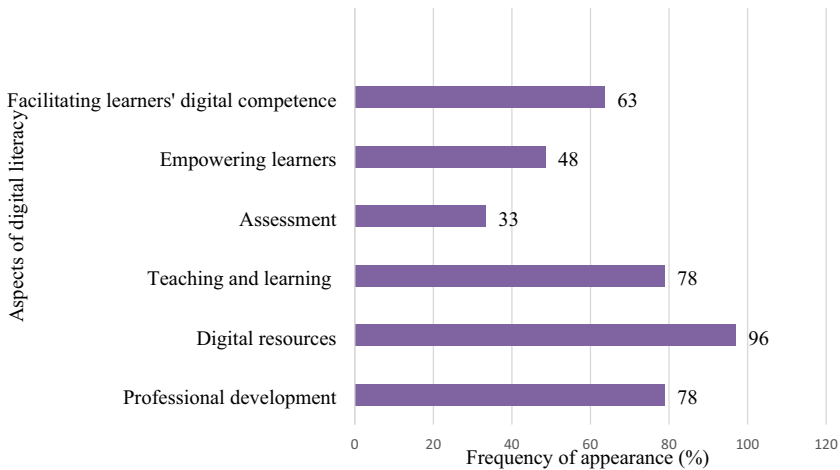 Facilitating learners' digital competence
63
Empowering learners
48
Assessment
33
Teaching and learning
78
Digital resources
96
Professional development
78
0 20 40 60 80 100 120
Frequency of appearance (%)
Aspects of digital literacy